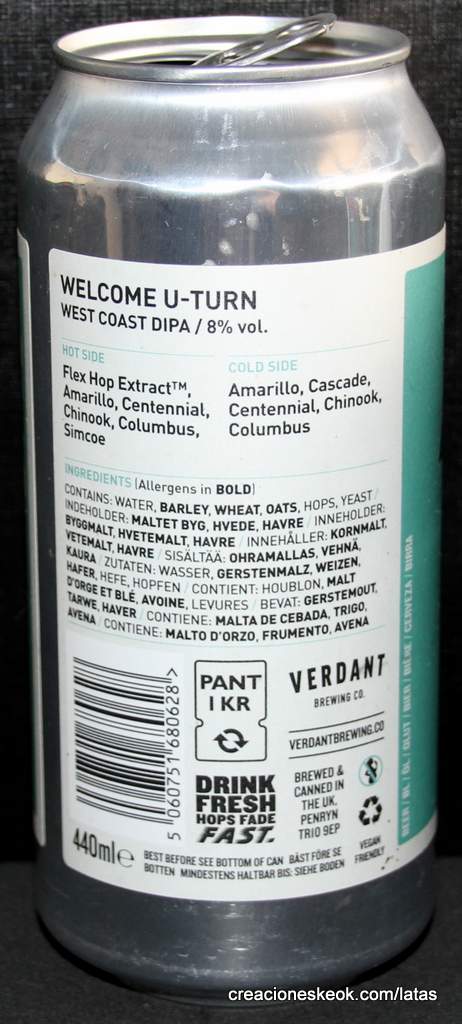 WELCOME U-TURN
WEST COAST DIPA / 8% vol.
HOT SIDE
Flex Hop Extract™,
Amarillo, Centennial,
Chinook, Columbus,
Simcoe
COLD SIDE
Amarillo, Cascade,
Centennial, Chinook,
Columbus
INGREDIENTS (Allergens in BOLD)
CONTAINS: WATER, BARLEY, WHEAT, OATS, HOPS, YEAST /
INDEHOLDER: MALTET BYG, HVEDE, HAVRE / INNEHOLDER:
BYGGMALT, HVETEMALT, HAVRE / INNEHÅLLER: KORNMALT,
VETEMALT, HAVRE / SISÄLTÄÄ: OHRAMALLAS, VEHNÄ,
KAURA / ZUTATEN: WASSER, GERSTENMALZ, WEIZEN,
HAFER, HEFE, HOPFEN / CONTIENT: HOUBLON, MALT
D'ORGE ET BLÉ, AVOINE, LEVURES / BEVAT: GERSTEMOUT,
TARWE, HAVER / CONTIENE: MALTA DE CEBADA, TRIGO,
AVENA / CONTIENE: MALTO D'ORZO, FRUMENTO, AVENA
5 060751 680628 >
PANT
1 KR
VERDANT
BREWING CO.
VERDANTBREWING.CO
DRINK
FRESH
HOPS FADE
FAST.
BREWED &
CANNED IN
THE UK.
PENRYN
TR10 9EP
VEGAN
FRIENDLY
440ml e
BEST BEFORE SEE BOTTOM OF CAN BÄST FÖRE SE
BOTTEN MINDESTENS HALTBAR BIS: SIEHE BODEN
BEER / BL / ÖL / ØLUT / BIER / BIÈRE / CERVEZA / BIRRA
creacioneskeok.com/latas